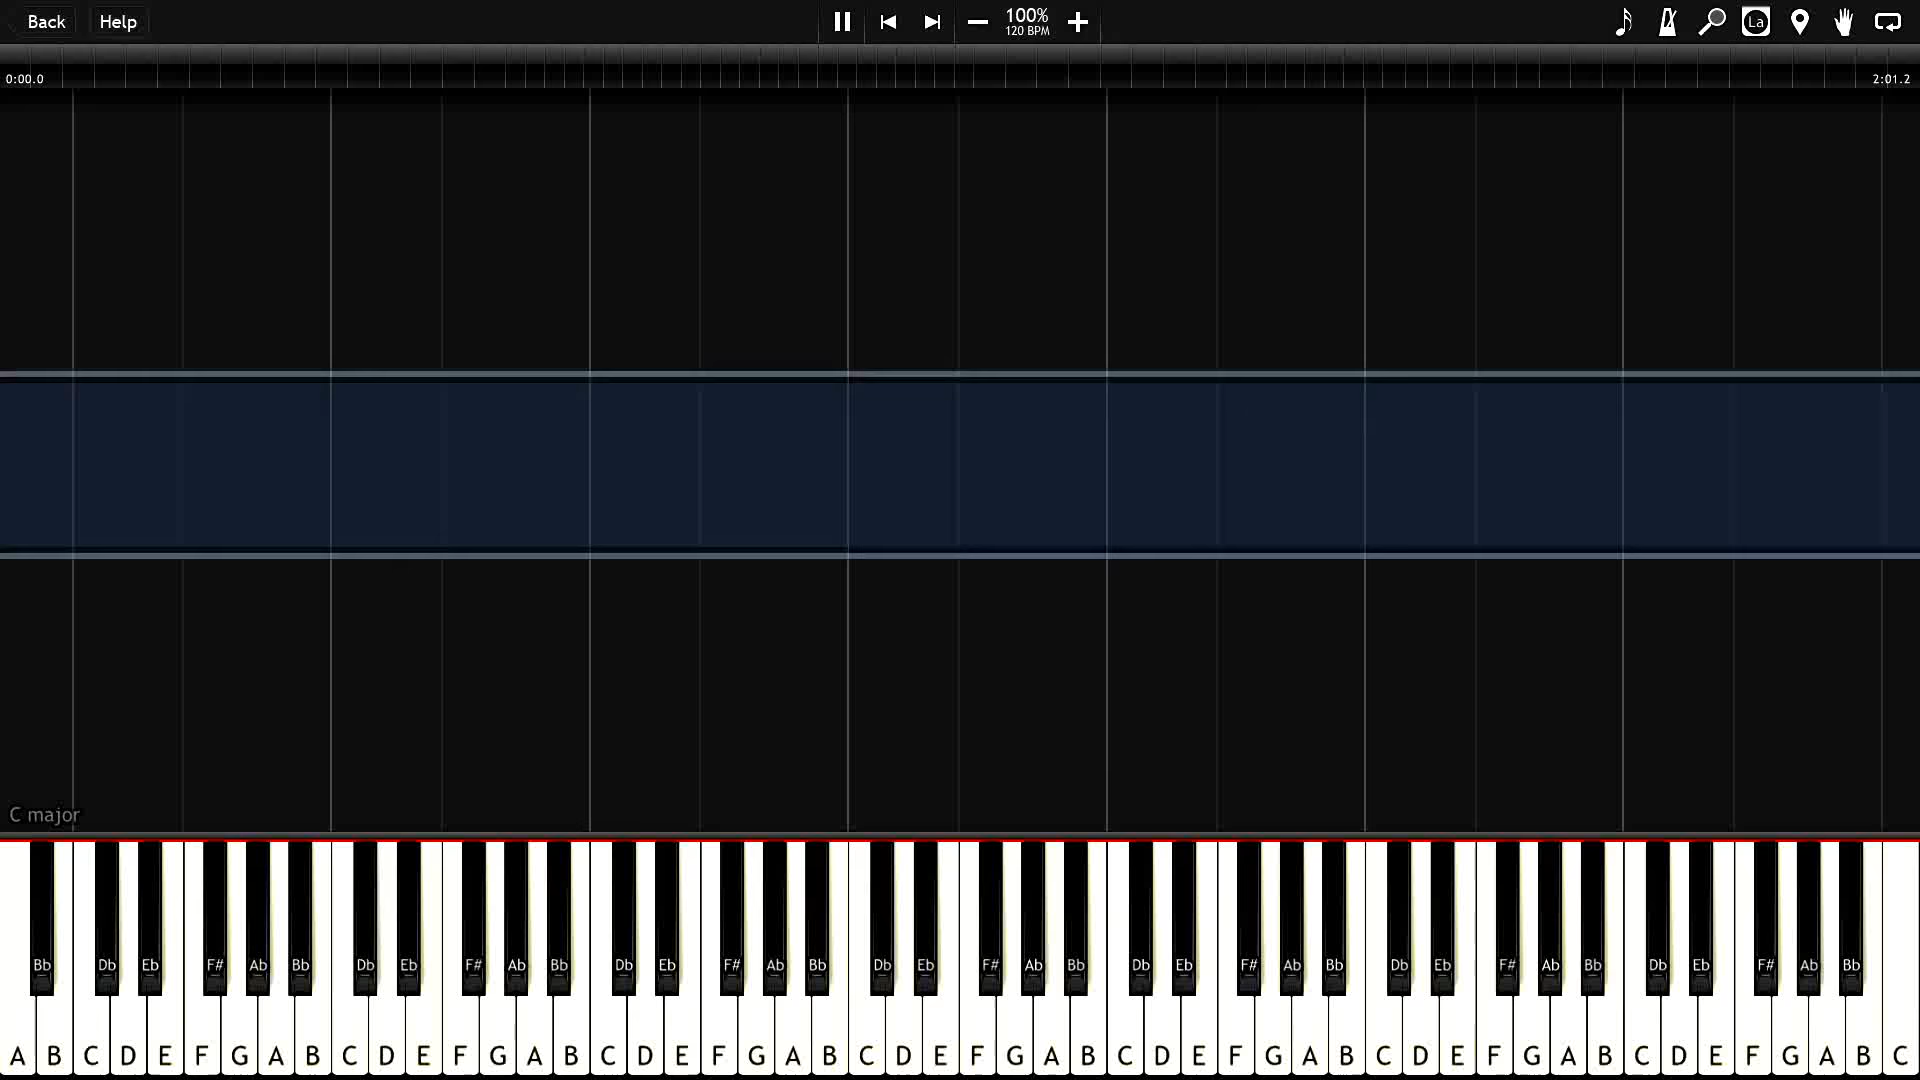 Back Help 100%
120 BPM
La
0:00.0 2:01.2
C major
Bb Db Eb F# Ab Bb Db Eb F# Ab Bb Db Eb F# Ab Bb Db Eb F# Ab Bb Db Eb F# Ab Bb Db Eb F# Ab Bb Db Eb F# Ab Bb
A B C D E F G A B C D E F G A B C D E F G A B C D E F G A B C D E F G A B C D E F G A B C D E F G A B C